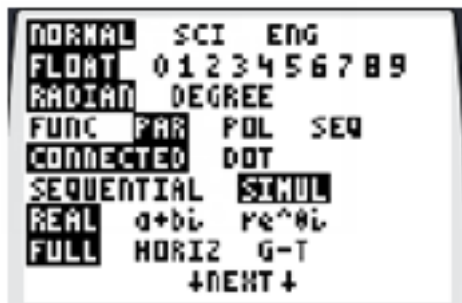 NORMAL SCI ENG
FLOAT 0 1 2 3 4 5 6 7 8 9
RADIAN DEGREE
FUNC PAR POL SEQ
CONNECTED DOT
SEQUENTIAL SIMUL
REAL a+bi re^θi
FULL HORIZ G-T
↓NEXT↓